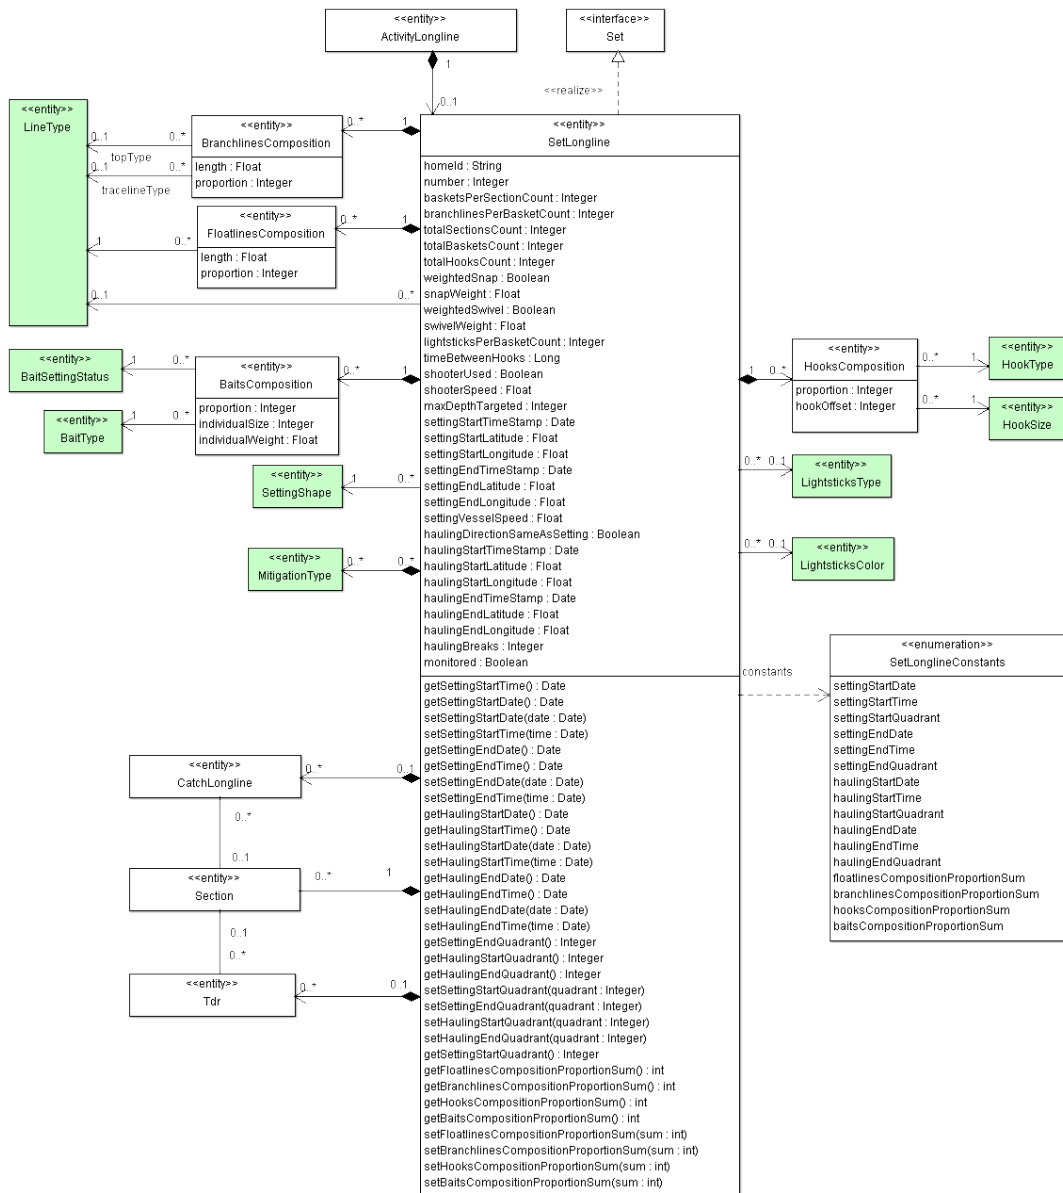 <<entity>>
ActivityLongline
<<interface>>
Set
1
0..1
<<realize>>
<<entity>>
LineType
<<entity>>
BranchlinesComposition
length : Float
proportion : Integer
0..1
0..*
topType
0..1
0..*
tracelineType
0..*
1
<<entity>>
FloatlinesComposition
length : Float
proportion : Integer
1
0..*
0..*
1
0..1
0..*
<<entity>>
SetLongline
homeId : String
number : Integer
basketsPerSectionCount : Integer
branchlinesPerBasketCount : Integer
totalSectionsCount : Integer
totalBasketsCount : Integer
totalHooksCount : Integer
weightedSnap : Boolean
snapWeight : Float
weightedSwivel : Boolean
swivelWeight : Float
lightsticksPerBasketCount : Integer
timeBetweenHooks : Long
shooterUsed : Boolean
shooterSpeed : Float
maxDepthTargeted : Integer
settingStartTimeStamp : Date
settingStartLatitude : Float
settingStartLongitude : Float
settingEndTimeStamp : Date
settingEndLatitude : Float
settingEndLongitude : Float
settingVesselSpeed : Float
haulingDirectionSameAsSetting : Boolean
haulingStartTimeStamp : Date
haulingStartLatitude : Float
haulingStartLongitude : Float
haulingEndTimeStamp : Date
haulingEndLatitude : Float
haulingEndLongitude : Float
haulingBreaks : Integer
monitored : Boolean
getSettingStartTime() : Date
getSettingStartDate() : Date
setSettingStartDate(date : Date)
setSettingStartTime(time : Date)
getSettingEndDate() : Date
getSettingEndTime() : Date
setSettingEndDate(date : Date)
setSettingEndTime(time : Date)
getHaulingStartDate() : Date
getHaulingStartTime() : Date
setHaulingStartDate(date : Date)
setHaulingStartTime(time : Date)
getHaulingEndDate() : Date
getHaulingEndTime() : Date
setHaulingEndDate(date : Date)
setHaulingEndTime(time : Date)
getSettingEndQuadrant() : Integer
getHaulingStartQuadrant() : Integer
getHaulingEndQuadrant() : Integer
setSettingStartQuadrant(quadrant : Integer)
setSettingEndQuadrant(quadrant : Integer)
setHaulingStartQuadrant(quadrant : Integer)
setHaulingEndQuadrant(quadrant : Integer)
getSettingStartQuadrant() : Integer
getFloatlinesCompositionProportionSum() : int
getBranchlinesCompositionProportionSum() : int
getHooksCompositionProportionSum() : int
getBaitsCompositionProportionSum() : int
setFloatlinesCompositionProportionSum(sum : int)
setBranchlinesCompositionProportionSum(sum : int)
setHooksCompositionProportionSum(sum : int)
setBaitsCompositionProportionSum(sum : int)
<<entity>>
BaitSettingStatus
1
0..*
<<entity>>
BaitType
1
0..*
<<entity>>
BaitsComposition
proportion : Integer
individualSize : Integer
individualWeight : Float
0..*
1
<<entity>>
SettingShape
1
0..*
<<entity>>
MitigationType
0..*
0..*
1
0..*
<<entity>>
HooksComposition
proportion : Integer
hookOffset : Integer
0..*
1
<<entity>>
HookType
0..*
1
<<entity>>
HookSize
0..*
0..1
<<entity>>
LightsticksType
0..*
0..1
<<entity>>
LightsticksColor
constants
<<enumeration>>
SetLonglineConstants
settingStartDate
settingStartTime
settingStartQuadrant
settingEndDate
settingEndTime
settingEndQuadrant
haulingStartDate
haulingStartTime
haulingStartQuadrant
haulingEndDate
haulingEndTime
haulingEndQuadrant
floatlinesCompositionProportionSum
branchlinesCompositionProportionSum
hooksCompositionProportionSum
baitsCompositionProportionSum
<<entity>>
CatchLongline
0..*
0..1
0..*
0..1
<<entity>>
Section
0..*
1
0..1
0..*
<<entity>>
Tdr
0..*
0..1